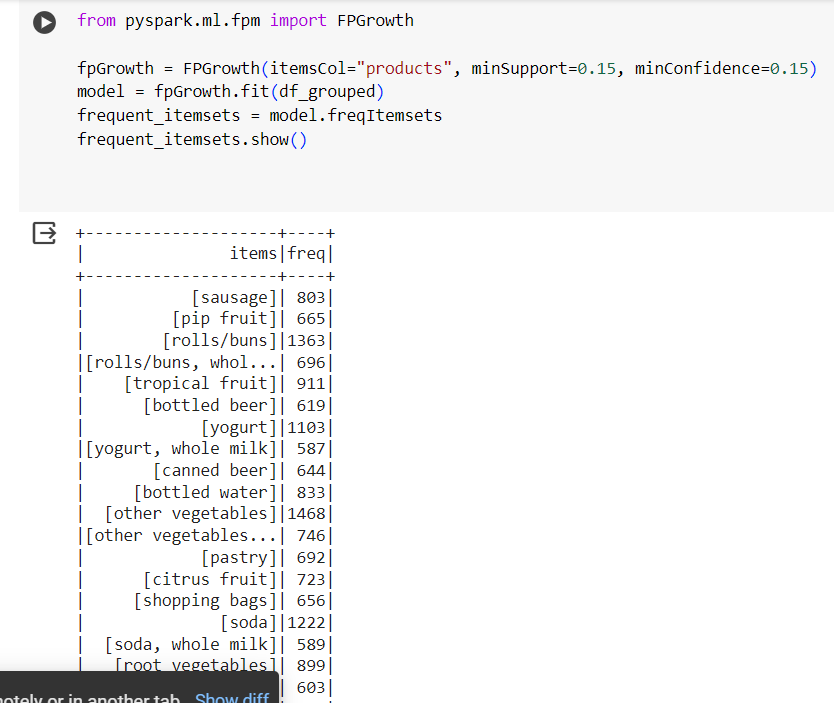 from pyspark.ml.fpm import FPGrowth
fpGrowth = FPGrowth(itemsCol="products", minSupport=0.15, minConfidence=0.15)
model = fpGrowth.fit(df_grouped)
frequent_itemsets = model.freqItemsets
frequent_itemsets.show()
+--------------------+----+
|               items|freq|
+--------------------+----+
|           [sausage]| 803|
|         [pip fruit]| 665|
|        [rolls/buns]|1363|
|[rolls/buns, whol...| 696|
|    [tropical fruit]| 911|
|      [bottled beer]| 619|
|            [yogurt]|1103|
|[yogurt, whole milk]| 587|
|       [canned beer]| 644|
|     [bottled water]| 833|
|  [other vegetables]|1468|
|[other vegetables...| 746|
|            [pastry]| 692|
|      [citrus fruit]| 723|
|     [shopping bags]| 656|
|              [soda]|1222|
|  [soda, whole milk]| 589|
|   [root vegetables]| 899|
| 603|
or in another tab. Show diff